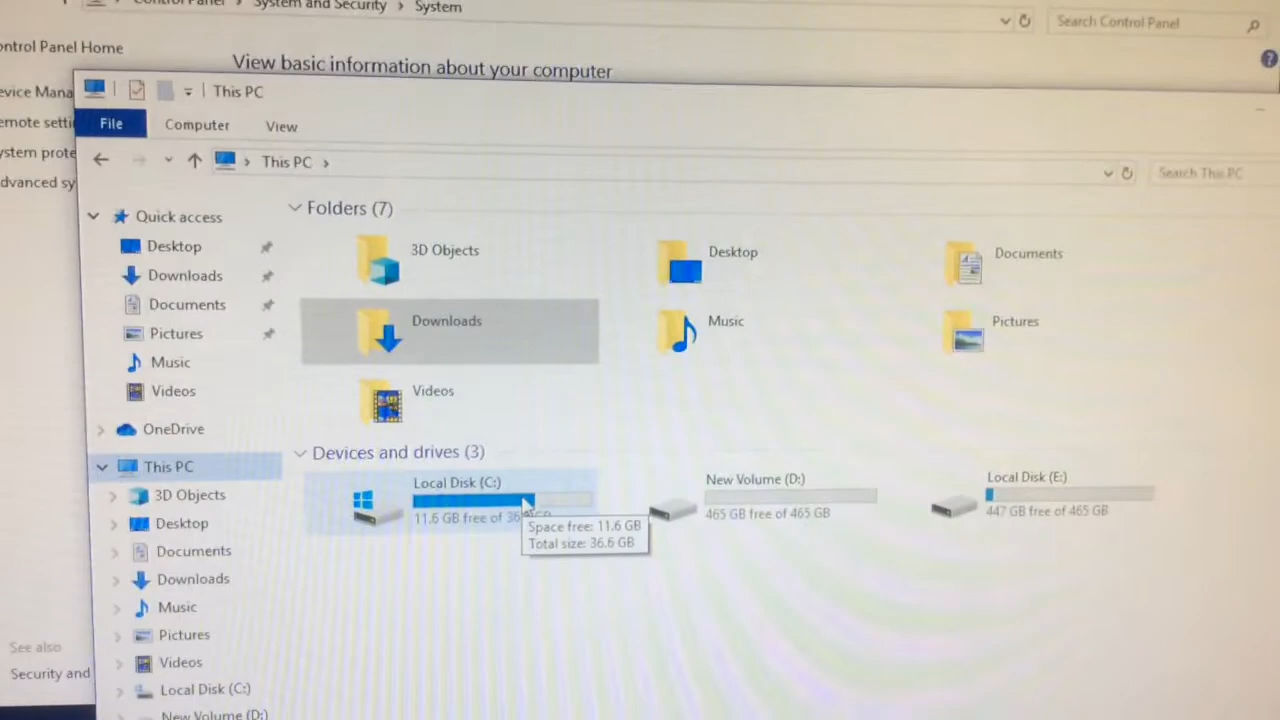 System and Security > System
Search Control Panel
ontrol Panel Home
View basic information about your computer
evice Mana
This PC
emote setti
File
Computer
View
ystem prote
This PC
Search This PC
dvanced sy
Quick access
Folders (7)
Desktop
3D Objects
Desktop
Documents
Downloads
Documents
Downloads
Music
Pictures
Pictures
Music
Videos
Videos
OneDrive
Devices and drives (3)
This PC
Local Disk (C:)
New Volume (D:)
Local Disk (E:)
3D Objects
11.6 GB free of 36
465 GB free of 465 GB
447 GB free of 465 GB
Desktop
Space free: 11.6 GB
Total size: 36.6 GB
Documents
Downloads
Music
Pictures
See also
Videos
Security and
Local Disk (C:)
New Volume (D:)